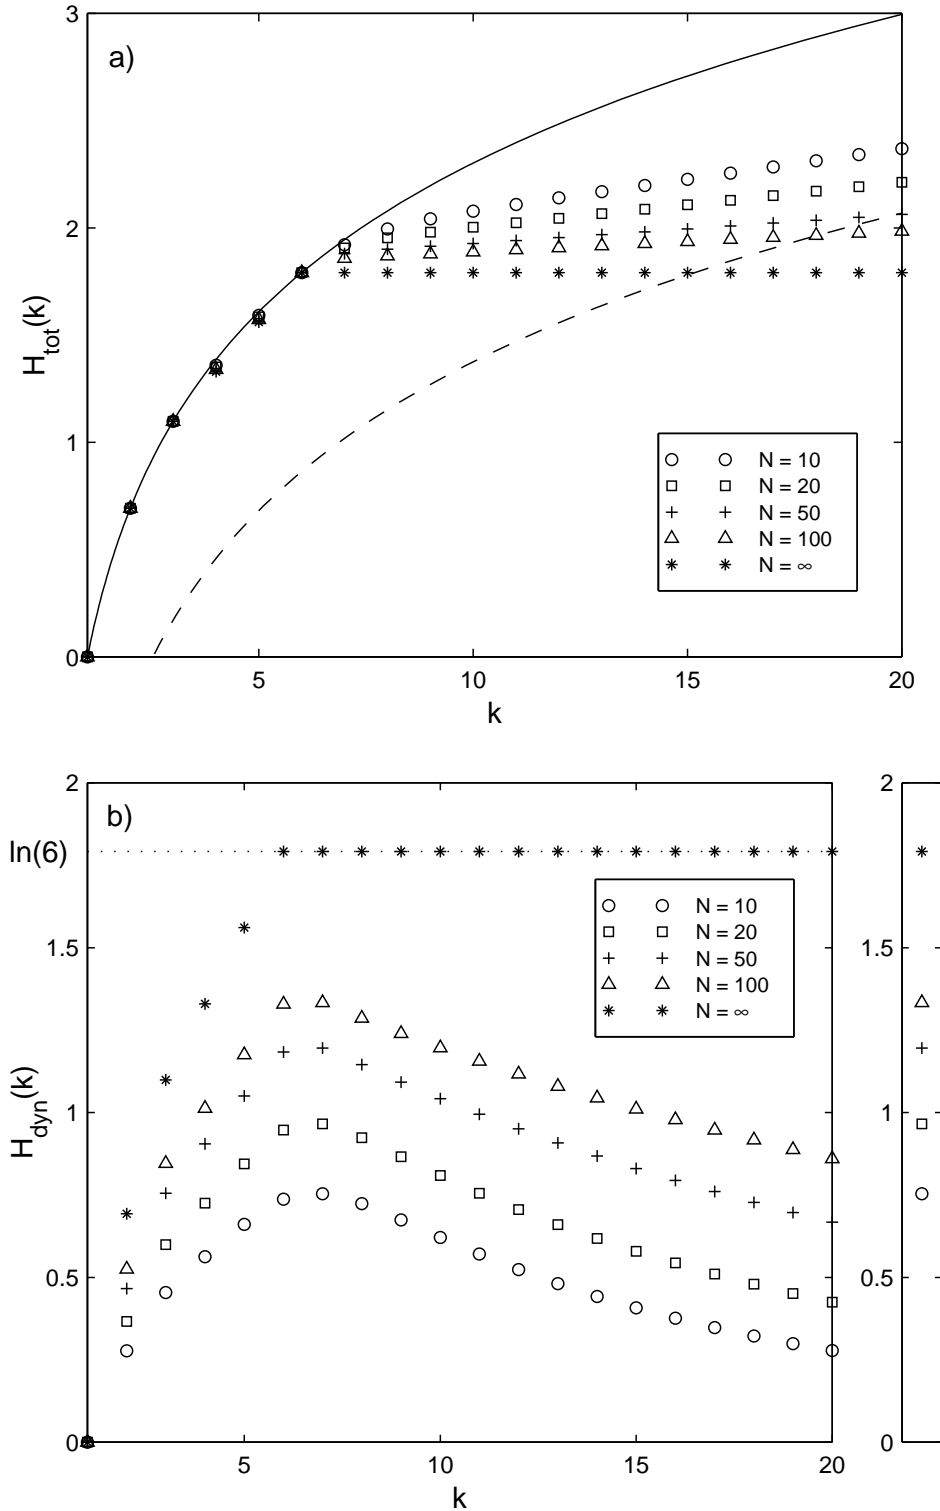 3
a)
2
H_tot(k)
N = 10
N = 20
1
N = 50
N = 100
N = ∞
0
5 10 15 20
k
2 2
b)
ln(6)
N = 10
N = 20
1.5 1.5
N = 50
N = 100
N = ∞
H_dyn(k)
1 1
0.5 0.5
0 0
5 10 15 20
k